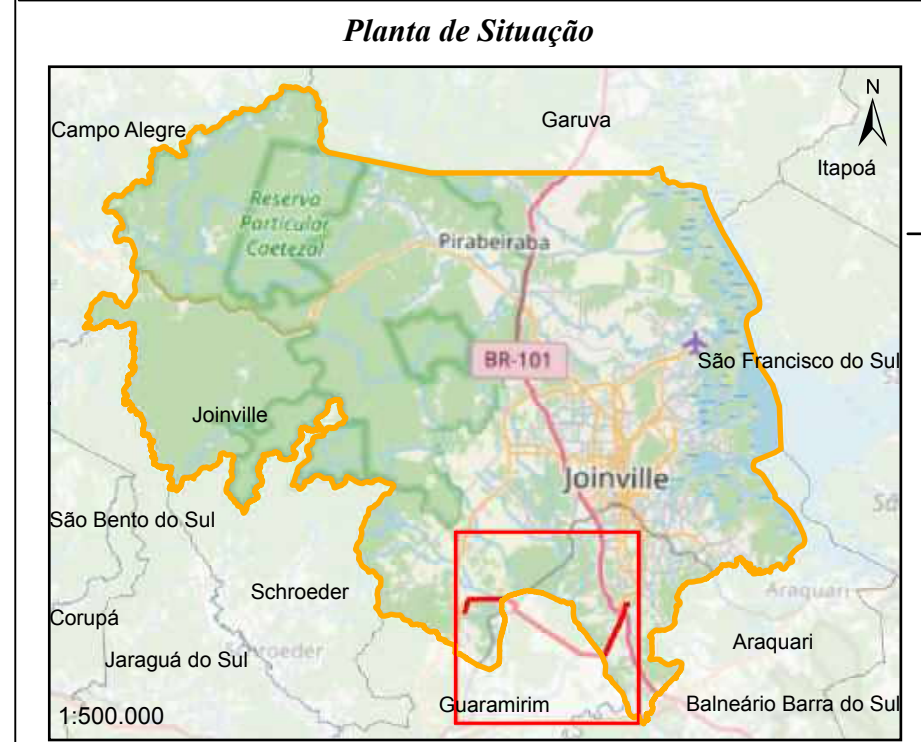 Planta de Situação
N
Campo Alegre
Garuva
Itapoá
Reserva
Particular
Caetezal
Pirabeiraba
BR-101
São Francisco do Sul
Joinville
Joinville
São Bento do Sul
Schroeder
Araquari
Corupá
Araquari
Jaraguá do Sul
Schroeder
Guaramirim
Balneário Barra do Sul
1:500.000